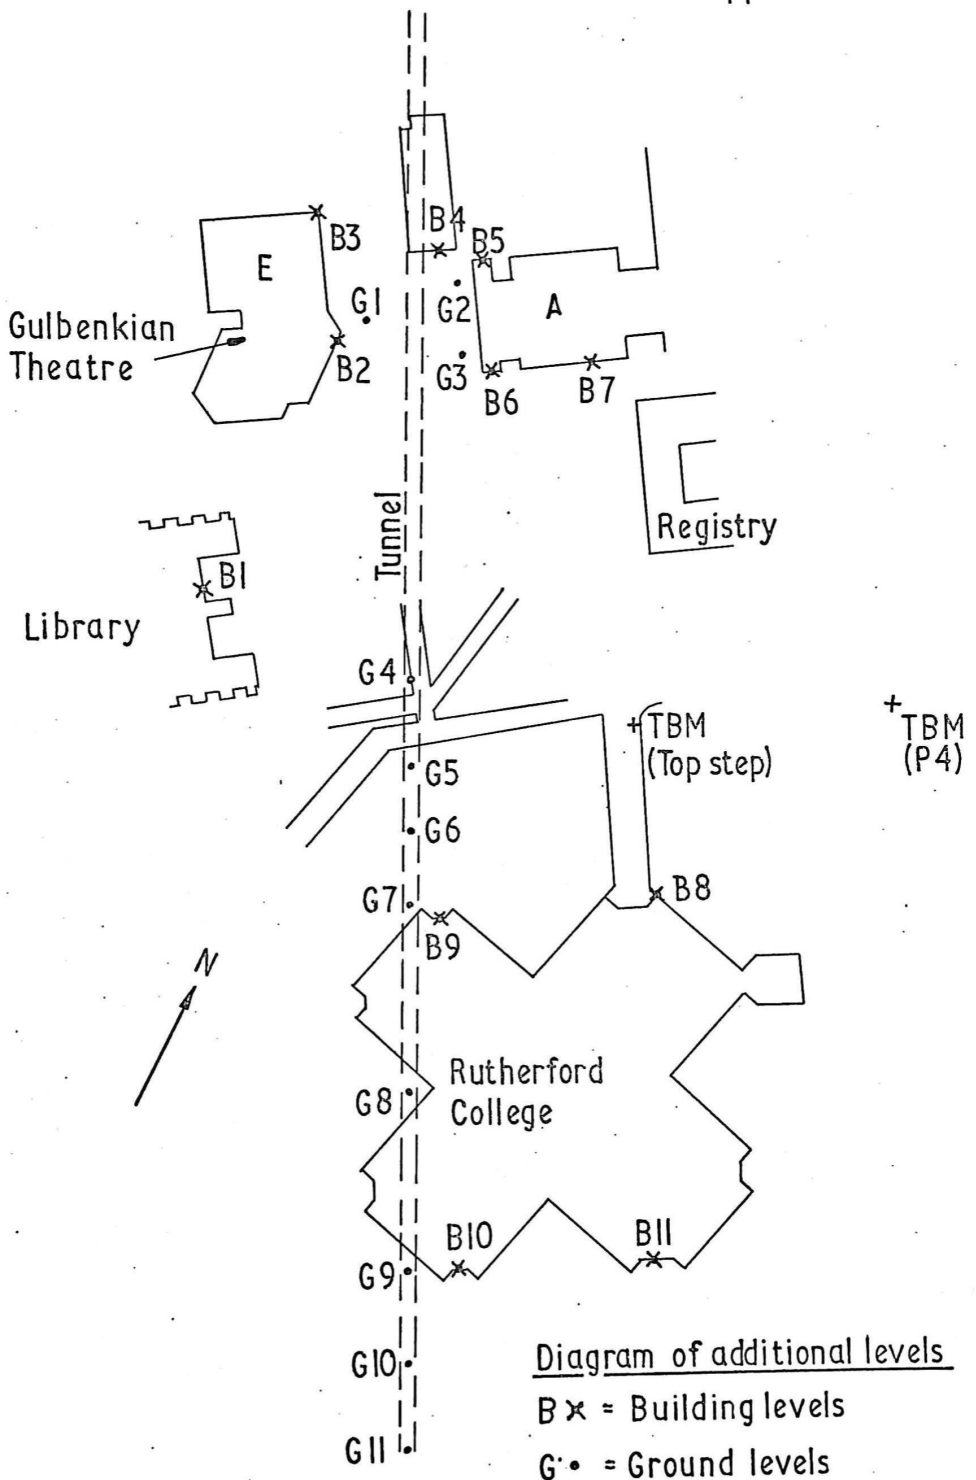 B3
B4
B5
E
G1
G2
A
Gulbenkian
Theatre
B2
G3
B6
B7
Tunnel
Registry
B1
Library
G4
TBM
(Top step)
TBM
(P4)
G5
G6
G7
B8
B9
N
Rutherford
College
G8
B10
B11
G9
G10
Diagram of additional levels
B × = Building levels
G11
G • = Ground levels